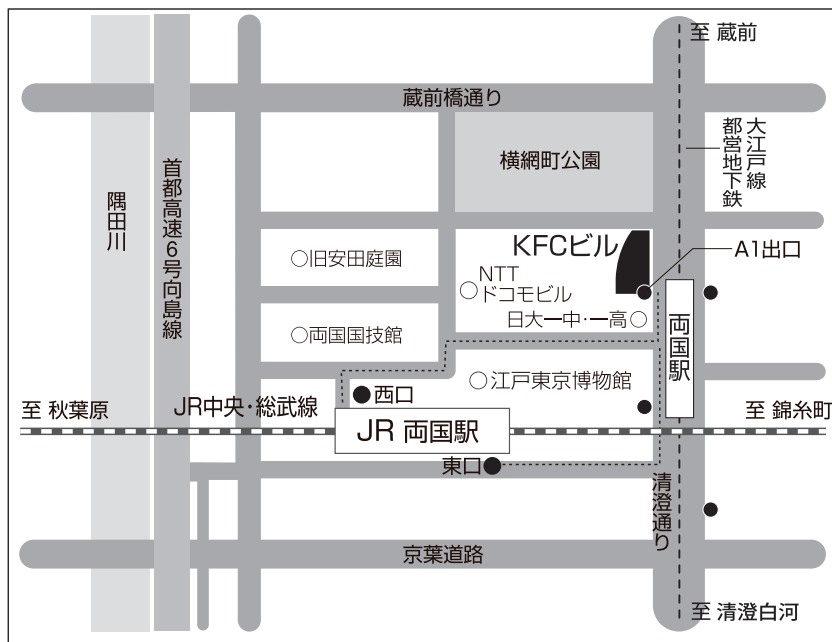 至 蔵前
蔵前橋通り
大江戸線
都営地下鉄
横網町公園
首都高速6号向島線
隅田川
KFCビル
A1出口
○旧安田庭園
NTT
○ドコモビル
日大一中・一高○
両国駅
○両国国技館
○江戸東京博物館
●西口
至 秋葉原
JR中央・総武線
至 錦糸町
JR 両国駅
東口●
清澄通り
京葉道路
至 清澄白河